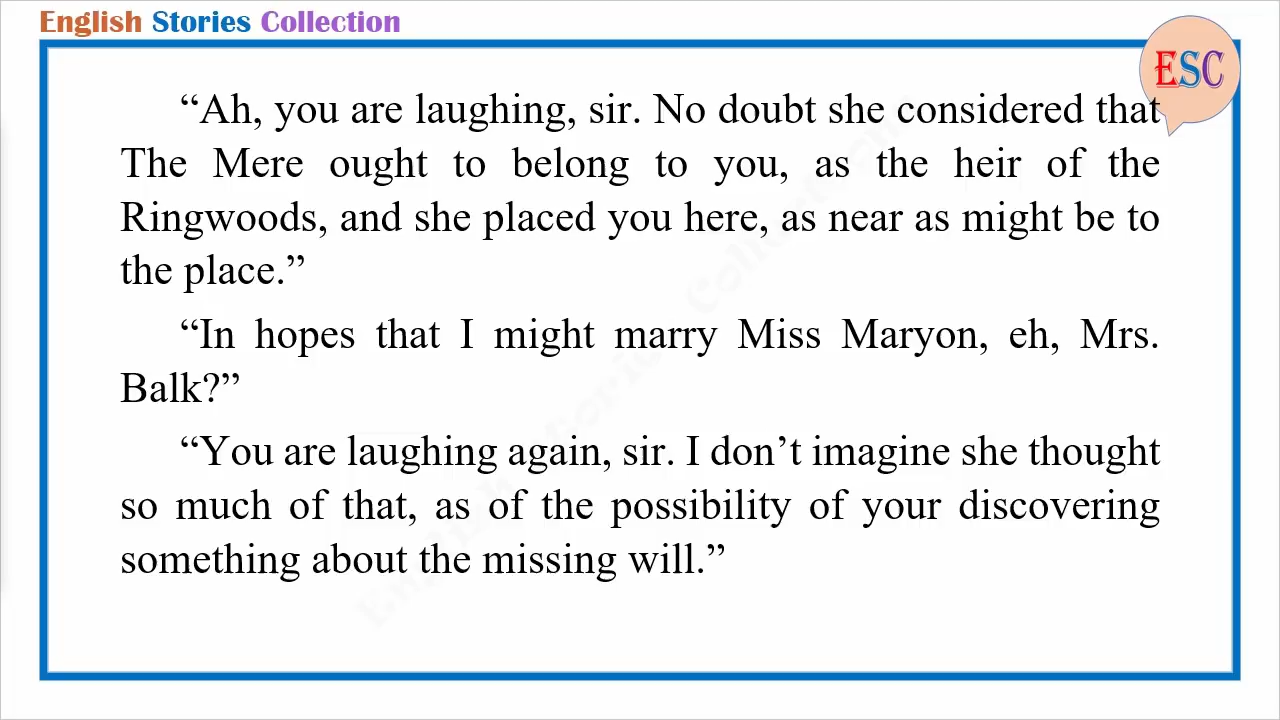 English Stories Collection
ESC
“Ah, you are laughing, sir. No doubt she considered that
The Mere ought to belong to you, as the heir of the
Ringwoods, and she placed you here, as near as might be to
the place.”
“In hopes that I might marry Miss Maryon, eh, Mrs.
Balk?”
“You are laughing again, sir. I don’t imagine she thought
so much of that, as of the possibility of your discovering
something about the missing will.”
English Stories Collection